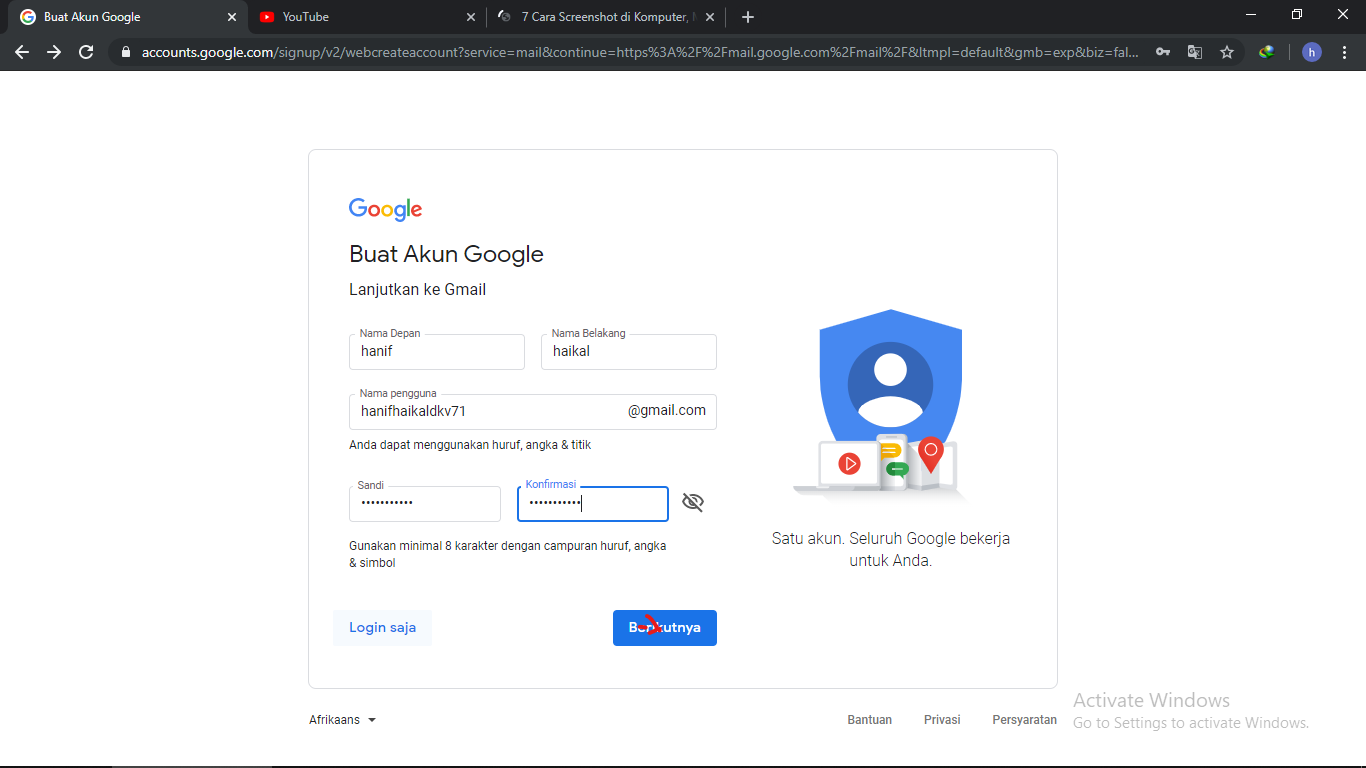 Buat Akun Google
YouTube
7 Cara Screenshot di Komputer,
accounts.google.com/signup/v2/webcreateaccount?service=mail&continue=https%3A%2F%2Fmail.google.com%2Fmail%2F&ltmpl=default&gmb=exp&biz=fal...
h
Google
Buat Akun Google
Lanjutkan ke Gmail
Nama Depan
hanif
Nama Belakang
haikal
Nama pengguna
hanifhaikaldkv71
@gmail.com
Anda dapat menggunakan huruf, angka & titik
Sandi
Konfirmasi
Gunakan minimal 8 karakter dengan campuran huruf, angka
& simbol
Login saja
Berikutnya
Satu akun. Seluruh Google bekerja
untuk Anda.
Afrikaans
Bantuan
Privasi
Persyaratan
Activate Windows
Go to Settings to activate Windows.